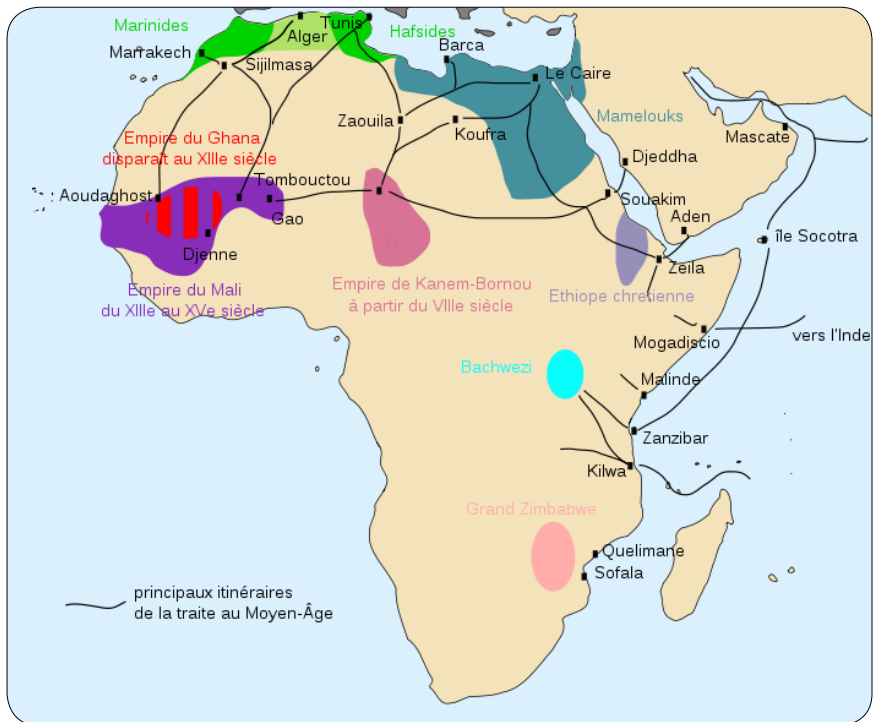 Marinides
Tunis
Alger
Hafsides
Marrakech
Sijilmasa
Barca
Le Caire
Zaouila
Koufra
Mamelouks
Mascate
Empire du Ghana
disparaît au XIIIe siècle
Djeddha
Aoudaghost
Tombouctou
Gao
Souakim
Aden
île Socotra
Djenne
Zeila
Empire du Mali
du XIIIe au XVe siècle
Empire de Kanem-Bornou
à partir du VIIIe siècle
Ethiope chretienne
Mogadiscio
vers l'Inde
Bachwezi
Malinde
Zanzibar
Kilwa
Grand Zimbabwe
Quelimane
Sofala
principaux itinéraires
de la traite au Moyen-Âge